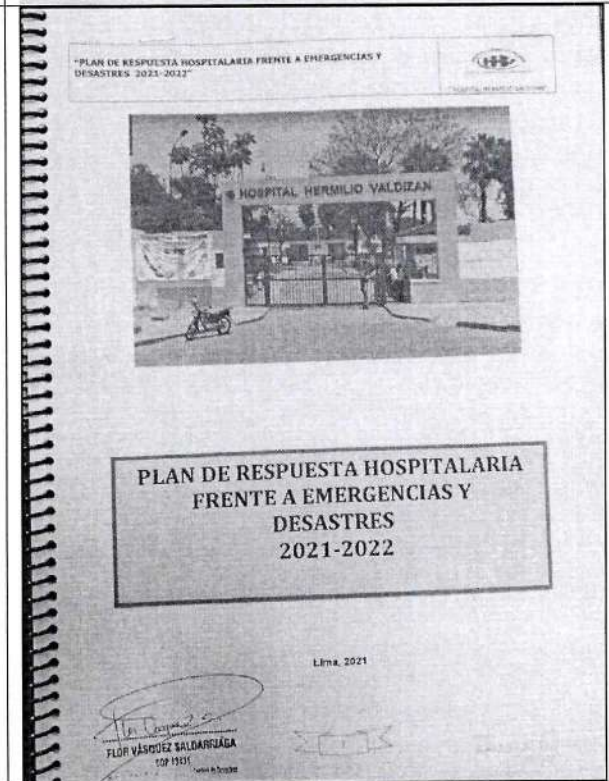 "PLAN DE RESPUESTA HOSPITALARIA FRENTE A EMERGENCIAS Y
DESASTRES 2021-2022"
HOSPITAL HERMILIO VALDIZAN
PLAN DE RESPUESTA HOSPITALARIA
FRENTE A EMERGENCIAS Y
DESASTRES
2021-2022
Lima, 2021
FLOR VÁSQUEZ SALDARRIAGA